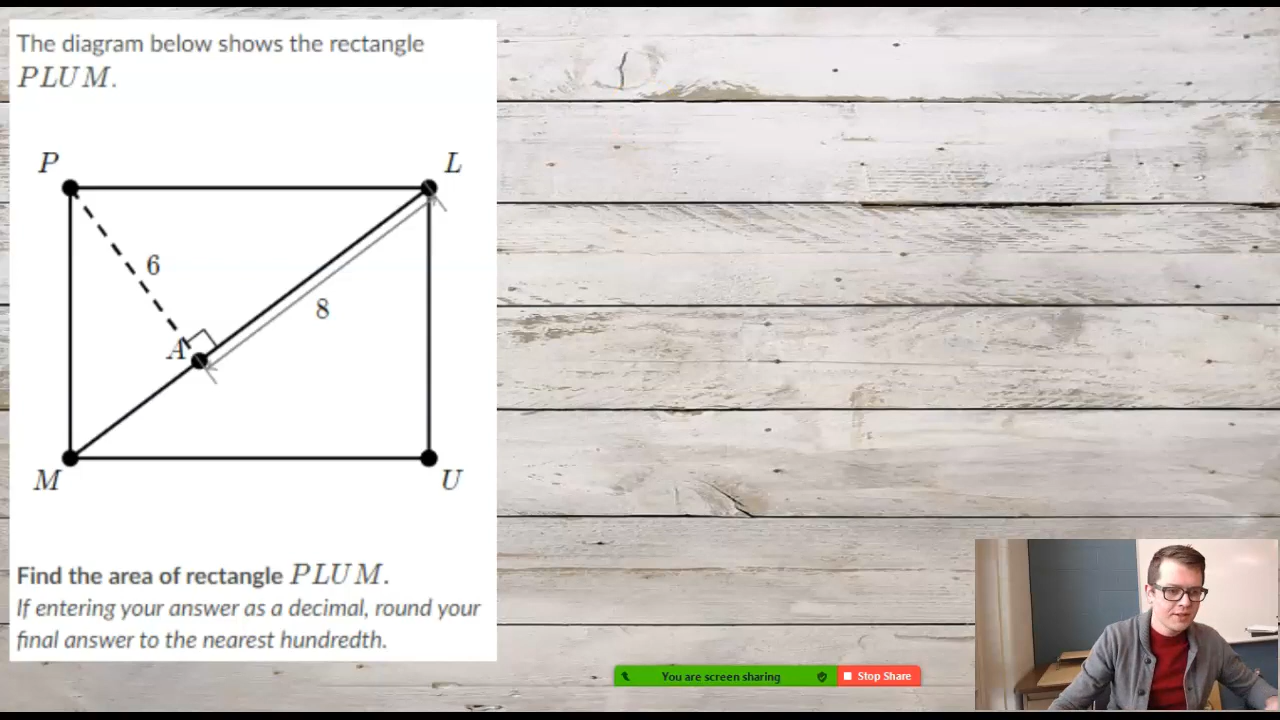 The diagram below shows the rectangle
PLUM.
P
L
6
8
A
M
U
Find the area of rectangle PLUM.
If entering your answer as a decimal, round your
final answer to the nearest hundredth.
You are screen sharing
Stop Share